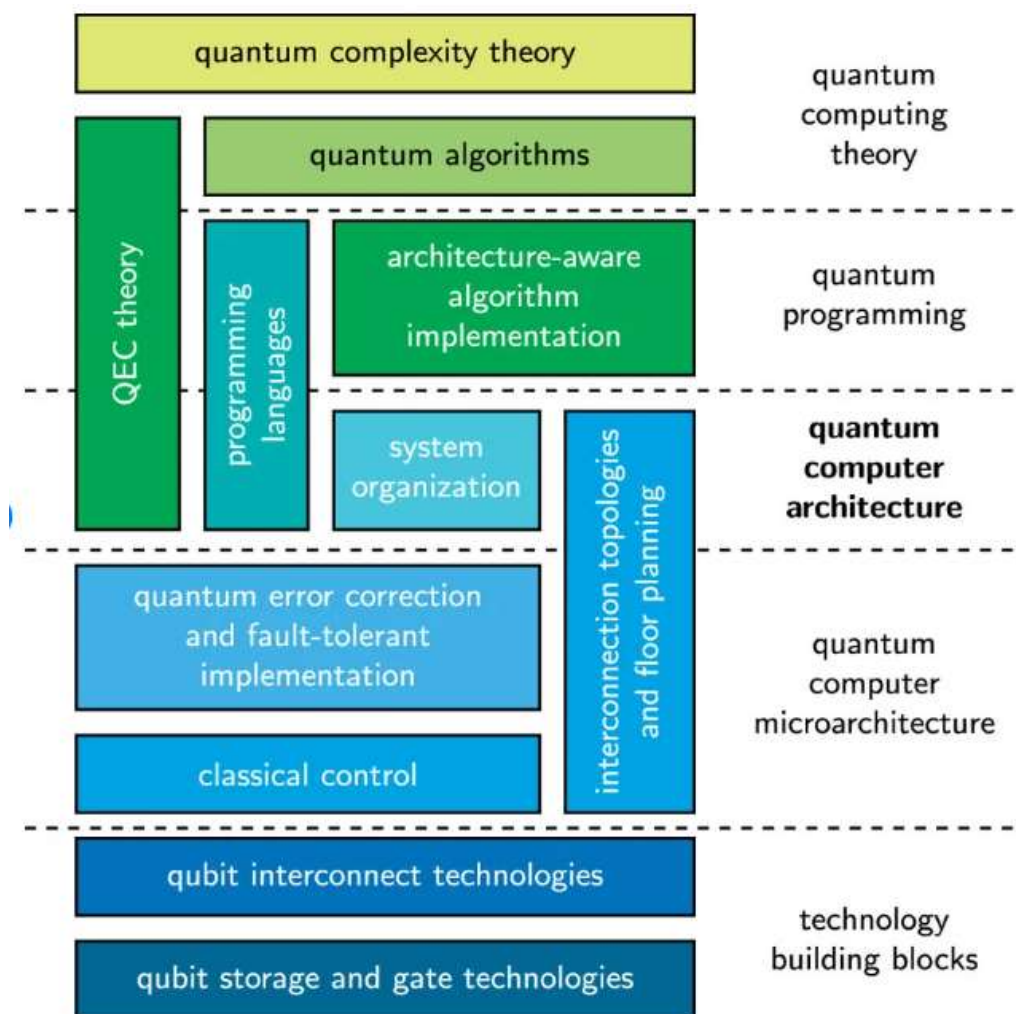 quantum complexity theory
quantum algorithms
quantum
computing
theory
QEC theory
programming
languages
architecture-aware
algorithm
implementation
quantum
programming
system
organization
interconnection topologies
and floor planning
quantum
computer
architecture
quantum error correction
and fault-tolerant
implementation
classical control
quantum
computer
microarchitecture
qubit interconnect technologies
qubit storage and gate technologies
technology
building blocks